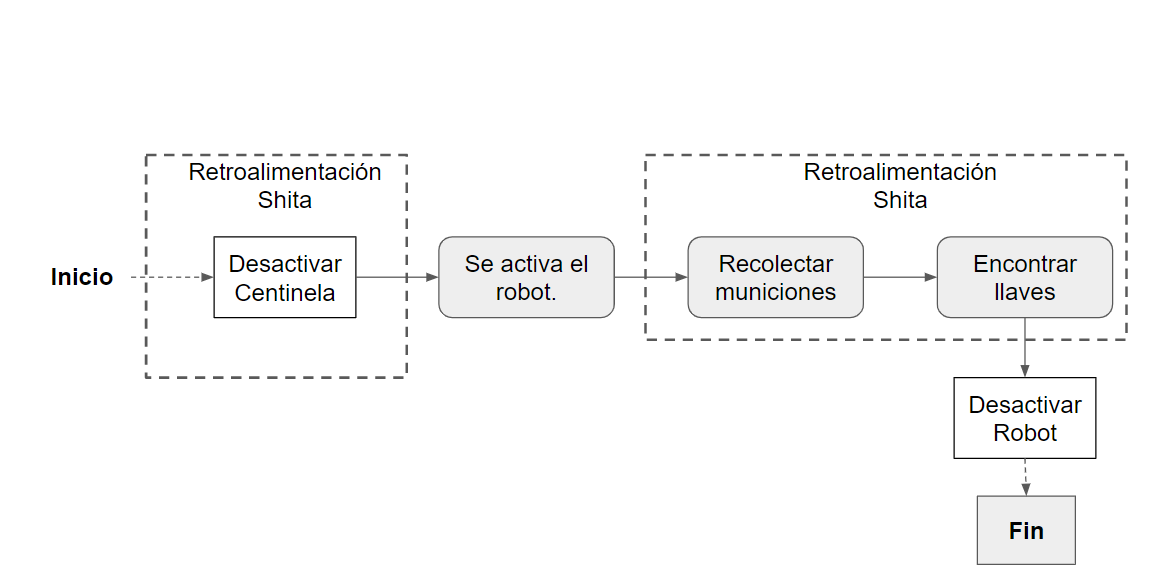 Retroalimentación
Shita
Retroalimentación
Shita
Inicio
Desactivar
Centinela
Se activa el
robot.
Recolectar
municiones
Encontrar
llaves
Desactivar
Robot
Fin